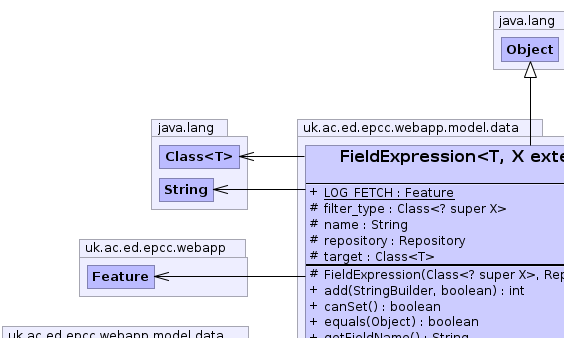 java.lang
Object
java.lang
Class<T>
String
uk.ac.ed.epcc.webapp
Feature
uk.ac.ed.epcc.webapp.model.data
uk.ac.ed.epcc.webapp.model.data
FieldExpression<T, X exte
+ LOG_FETCH : Feature
# filter_type : Class<? super X>
# name : String
# repository : Repository
# target : Class<T>
# FieldExpression(Class<? super X>, Rep
+ add(StringBuilder, boolean) : int
+ canSet() : boolean
+ equals(Object) : boolean
+ getFieldName() : String